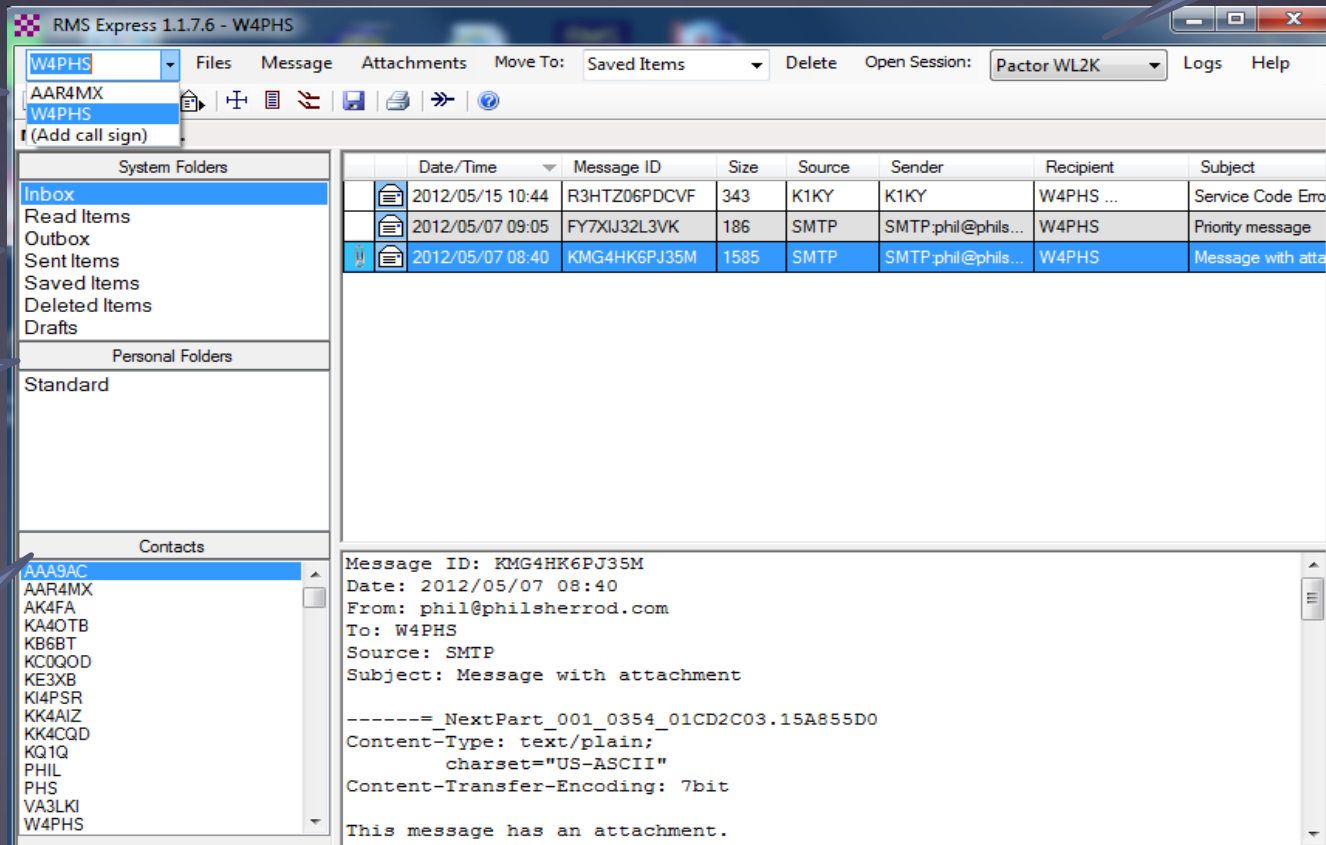 RMS Express 1.1.7.6 - W4PHS
W4PHS Files Message Attachments Move To: Saved Items Delete Open Session: Pactor WL2K Logs Help
AAR4MX
W4PHS
(Add call sign)
System Folders
Inbox
Read Items
Outbox
Sent Items
Saved Items
Deleted Items
Drafts
Personal Folders
Standard
Contacts
AAA9AC
AAR4MX
AK4FA
KA4OTB
KB6BT
KC0QOD
KE3XB
KI4PSR
KK4AIZ
KK4CQD
KQ1Q
PHIL
PHS
VA3LKI
W4PHS
Date/Time Message ID Size Source Sender Recipient Subject
2012/05/15 10:44 R3HTZ06PDCVF 343 K1KY K1KY W4PHS ... Service Code Erro
2012/05/07 09:05 FY7XIJ32L3VK 186 SMTP SMTP:phil@phils... W4PHS Priority message
2012/05/07 08:40 KMG4HK6PJ35M 1585 SMTP SMTP:phil@phils... W4PHS Message with atta
Message ID: KMG4HK6PJ35M
Date: 2012/05/07 08:40
From: phil@philsherrod.com
To: W4PHS
Source: SMTP
Subject: Message with attachment
------=_NextPart_001_0354_01CD2C03.15A855D0
Content-Type: text/plain;
charset="US-ASCII"
Content-Transfer-Encoding: 7bit
This message has an attachment.